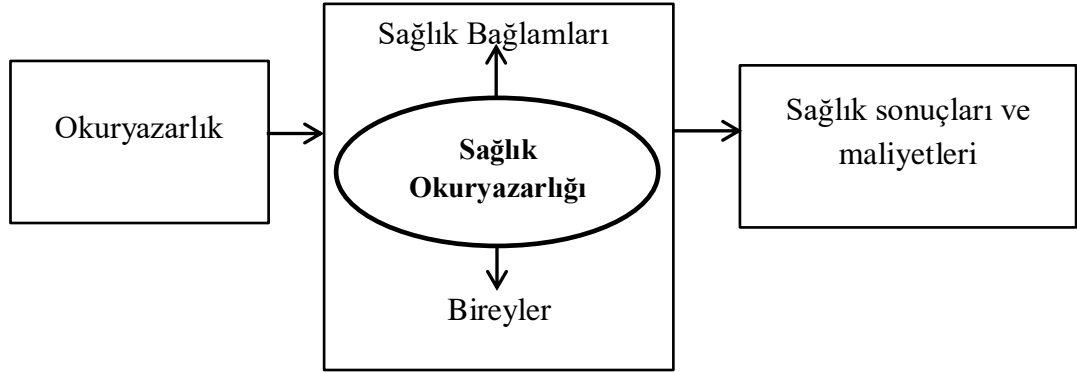 Okuryazarlık
Sağlık Bağlamları
Sağlık
Okuryazarlığı
Bireyler
Sağlık sonuçları ve
maliyetleri